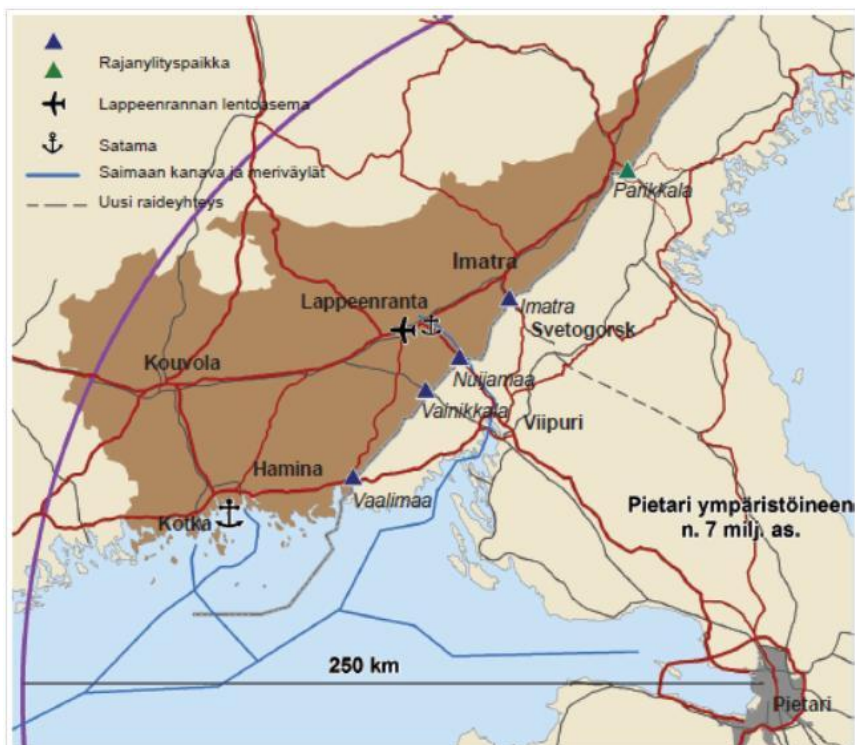 Rajanylityspaikka
Lappeenrannan lentoasema
Satama
Saimaan kanava ja meriväylät
Uusi raideyhteys
Parikkala
Imatra
Lappeenranta
Imatra
Svetogorsk
Kouvola
Nuijamaa
Vainikkala
Viipuri
Hamina
Vaalimaa
Kotka
Pietari ympäristöineen
n. 7 milj. as.
250 km
Pietari